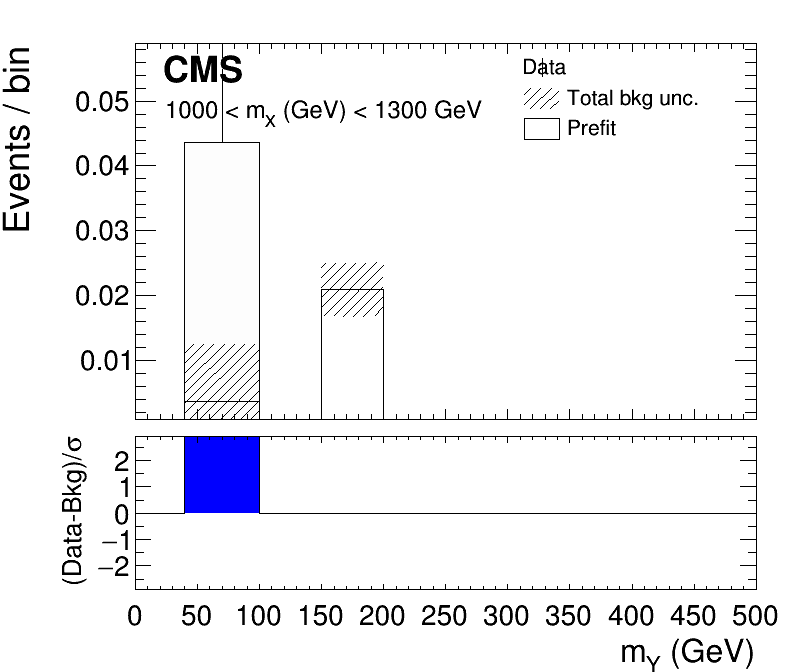 CMS
1000 < mX (GeV) < 1300 GeV
Data
Total bkg unc.
Prefit
Events / bin
0.05
0.04
0.03
0.02
0.01
(Data-Bkg)/σ
2
1
0
−1
−2
0 50 100 150 200 250 300 350 400 450 500
mY (GeV)